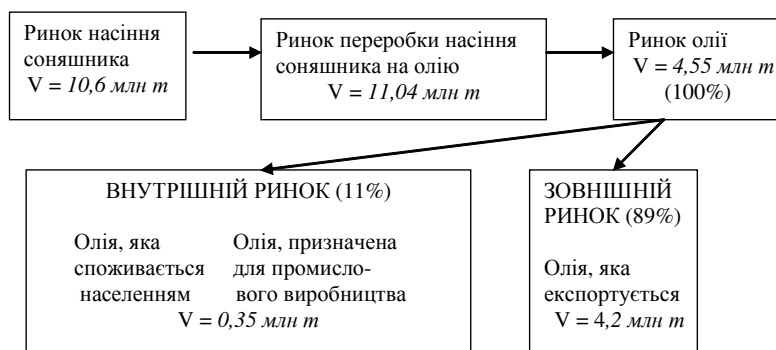 Ринок насіння
соняшника
V = 10,6 млн т
Ринок переробки насіння
соняшника на олію
V = 11,04 млн т
Ринок олії
V = 4,55 млн т
(100%)
ВНУТРІШНІЙ РИНОК (11%)
Олія, яка
споживається
населенням
Олія, призначена
для промисло-
вого виробництва
V = 0,35 млн т
ЗОВНІШНІЙ
РИНОК (89%)
Олія, яка
експортується
V = 4,2 млн т